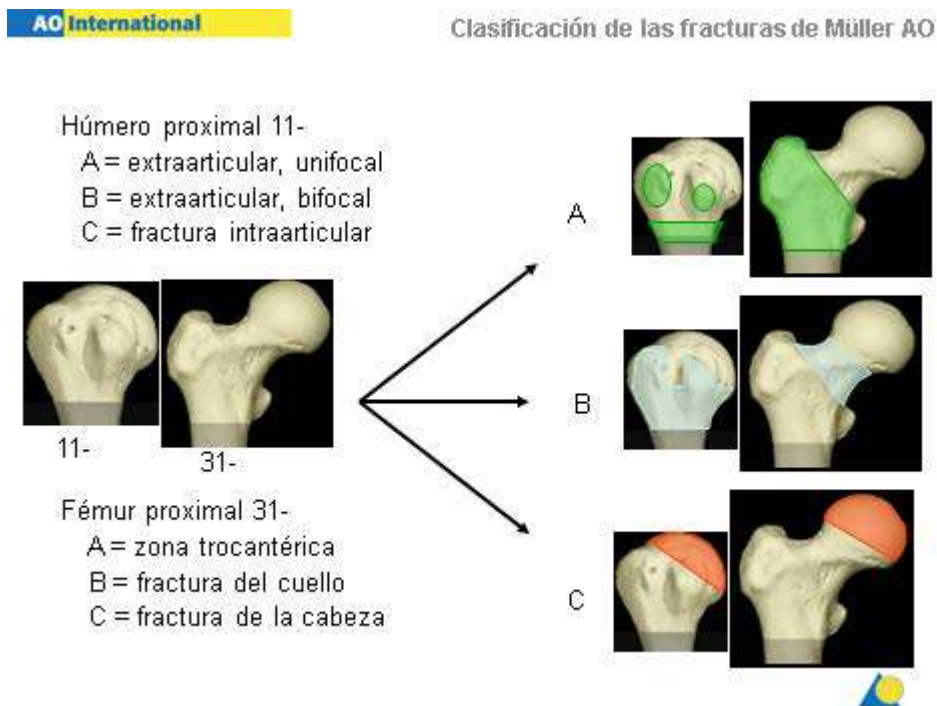 AO International
Clasificación de las fracturas de Müller AO
Húmero proximal 11-
A = extraarticular, unifocal
B = extraarticular, bifocal
C = fractura intraarticular
11-
31-
Fémur proximal 31-
A = zona trocantérica
B = fractura del cuello
C = fractura de la cabeza
A
B
C